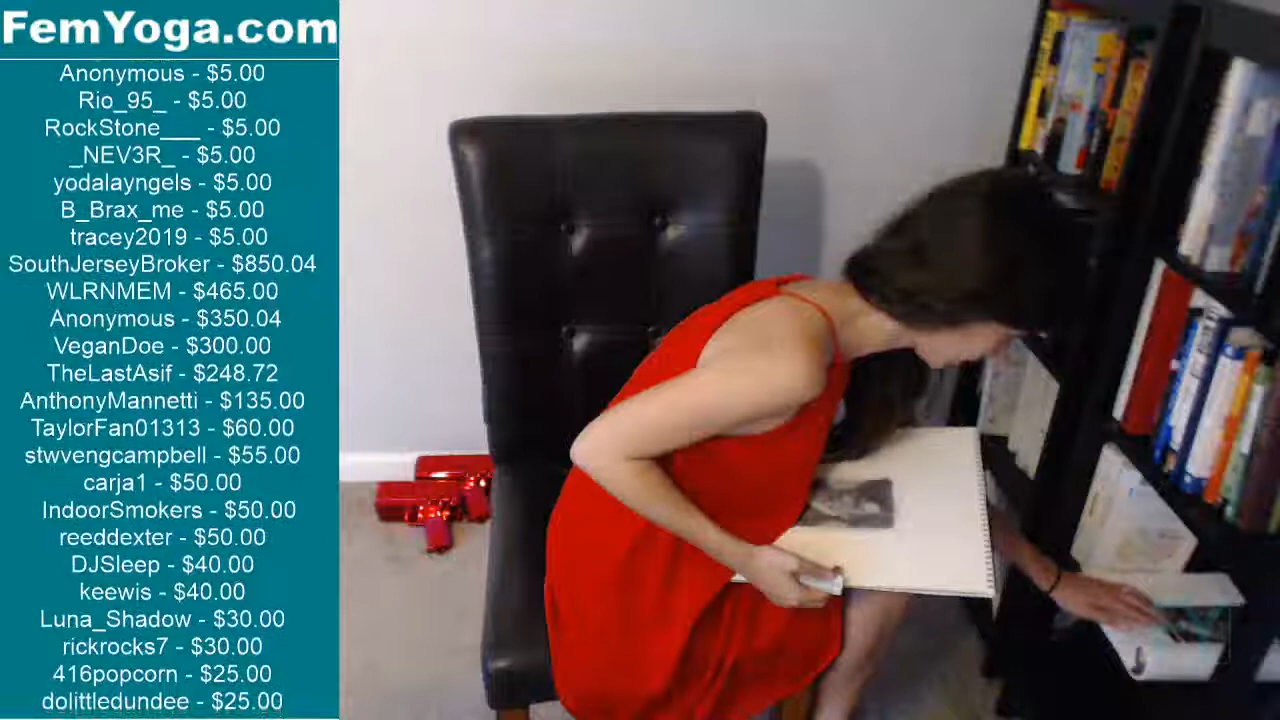 FemYoga.com
Anonymous - $5.00
Rio_95_ - $5.00
RockStone___ - $5.00
_NEV3R_ - $5.00
yodalayngels - $5.00
B_Brax_me - $5.00
tracey2019 - $5.00
SouthJerseyBroker - $850.04
WLRNMEM - $465.00
Anonymous - $350.04
VeganDoe - $300.00
TheLastAsif - $248.72
AnthonyMannetti - $135.00
TaylorFan01313 - $60.00
stwvengcampbell - $55.00
carja1 - $50.00
IndoorSmokers - $50.00
reeddexter - $50.00
DJSleep - $40.00
keewis - $40.00
Luna_Shadow - $30.00
rickrocks7 - $30.00
416popcorn - $25.00
dolittledundee - $25.00